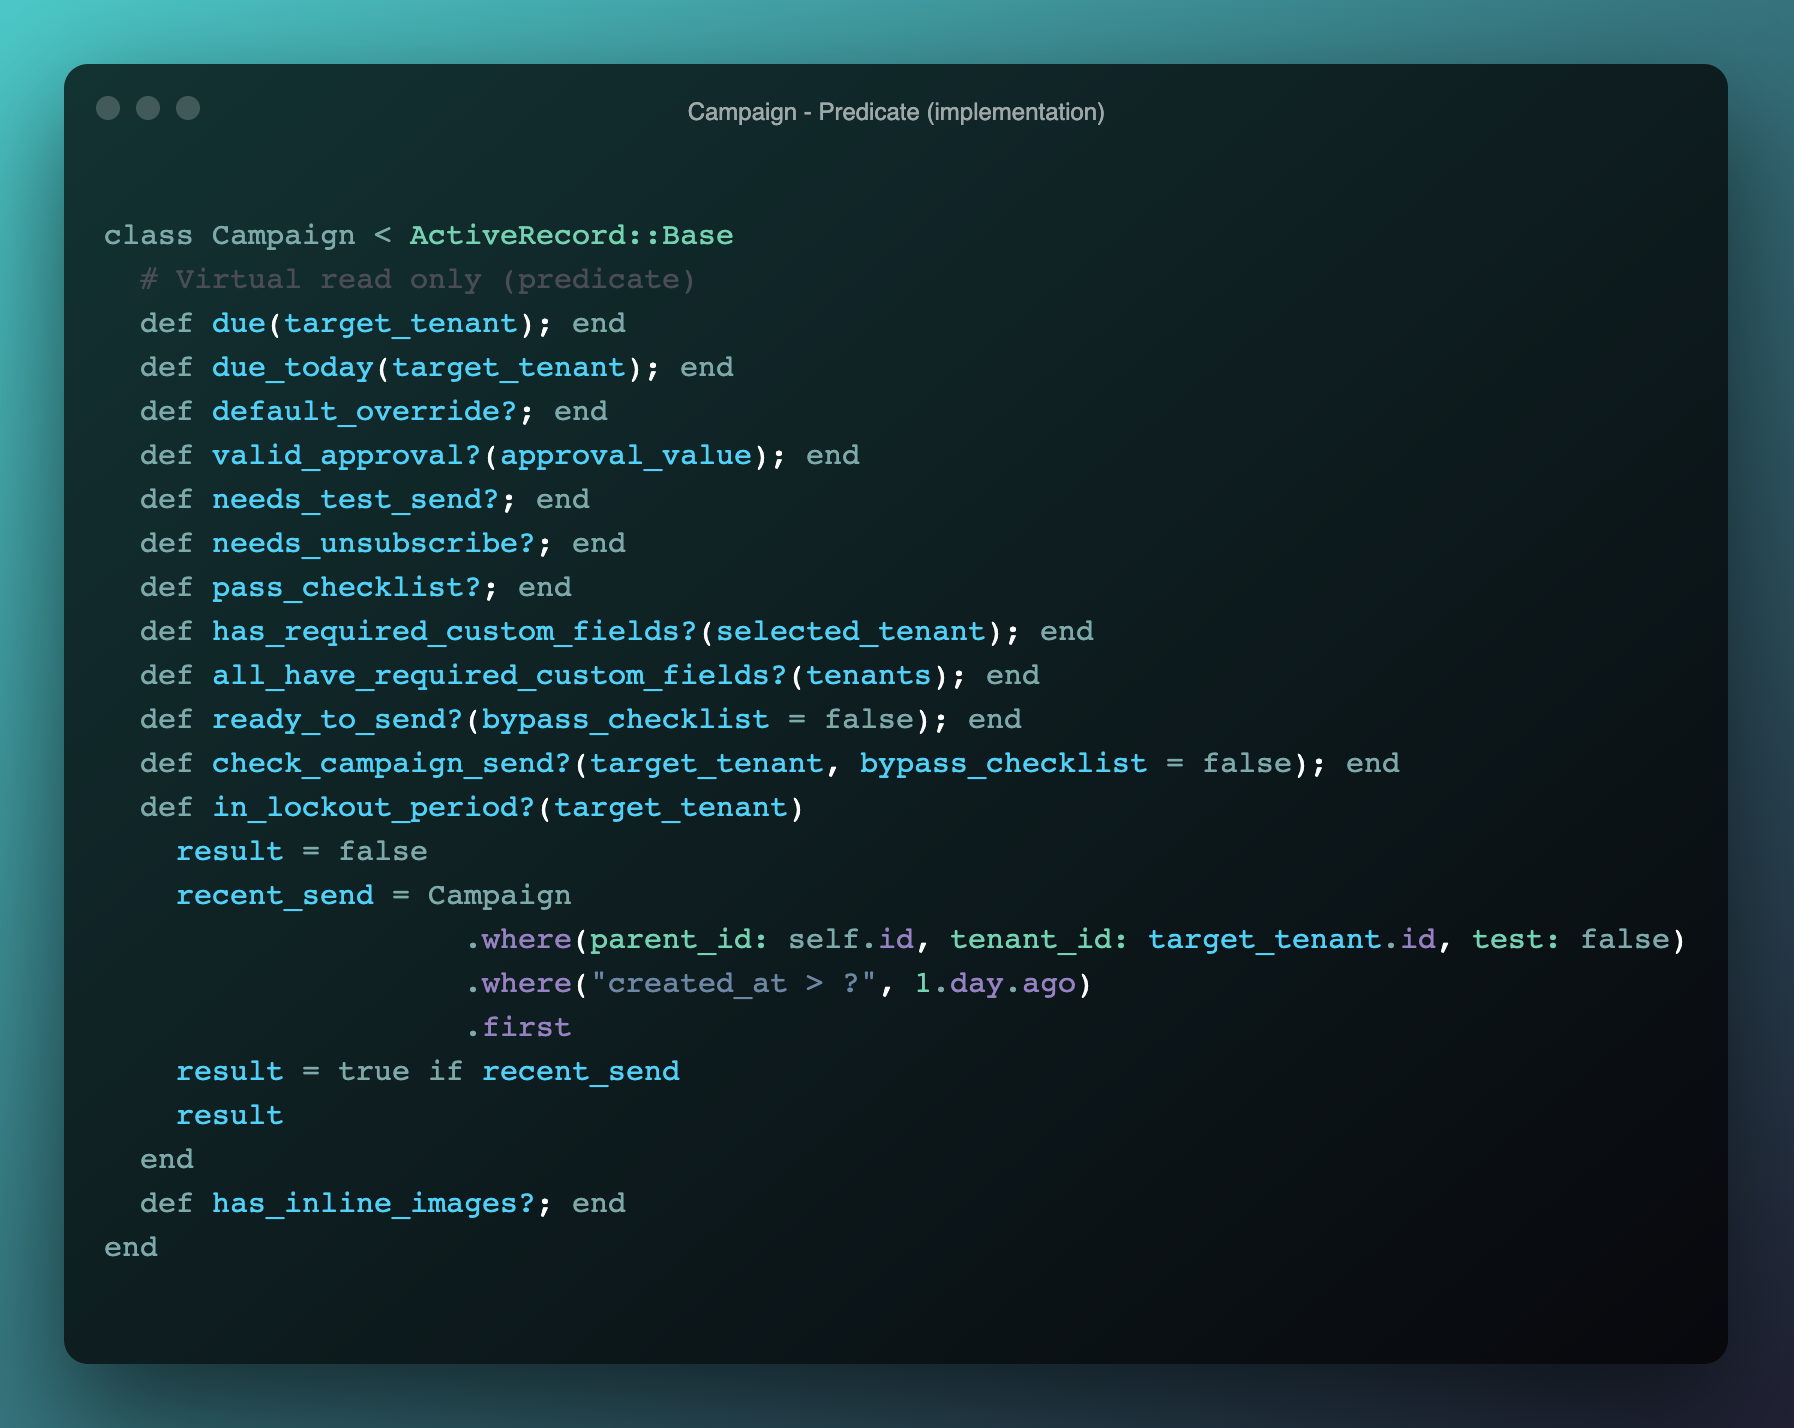 Campaign - Predicate (implementation)
class Campaign < ActiveRecord::Base
  # Virtual read only (predicate)
  def due(target_tenant); end
  def due_today(target_tenant); end
  def default_override?; end
  def valid_approval?(approval_value); end
  def needs_test_send?; end
  def needs_unsubscribe?; end
  def pass_checklist?; end
  def has_required_custom_fields?(selected_tenant); end
  def all_have_required_custom_fields?(tenants); end
  def ready_to_send?(bypass_checklist = false); end
  def check_campaign_send?(target_tenant, bypass_checklist = false); end
  def in_lockout_period?(target_tenant)
    result = false
    recent_send = Campaign
                    .where(parent_id: self.id, tenant_id: target_tenant.id, test: false)
                    .where("created_at > ?", 1.day.ago)
                    .first
    result = true if recent_send
    result
  end
  def has_inline_images?; end
end